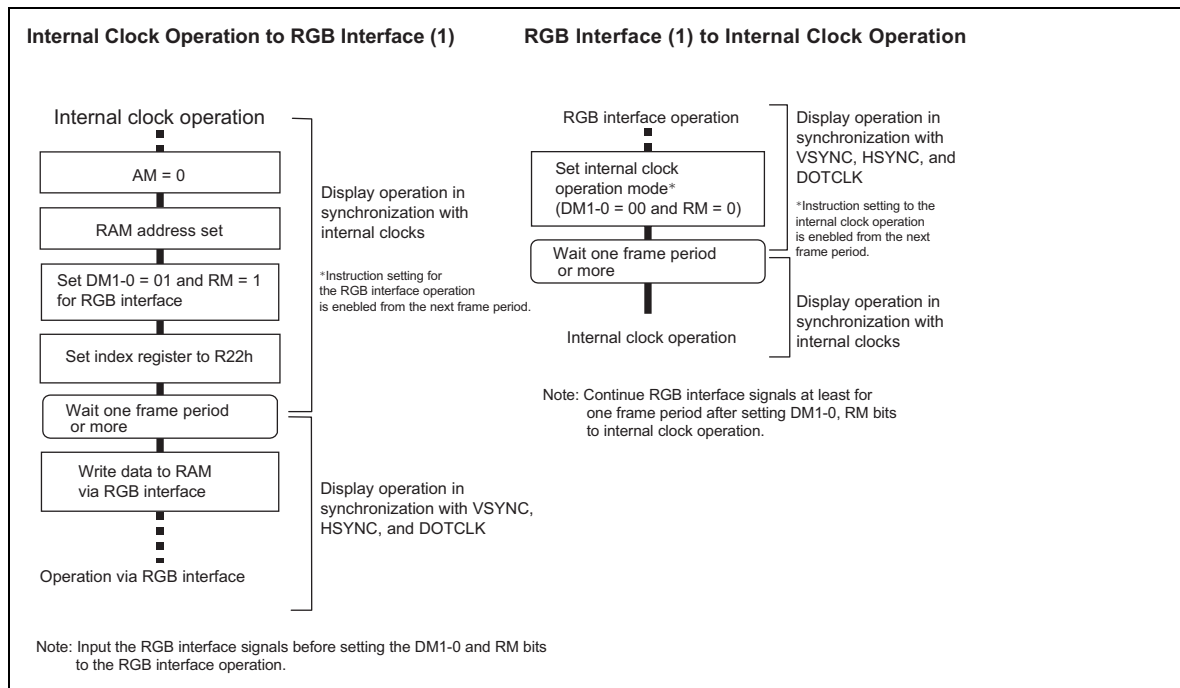 Internal Clock Operation to RGB Interface (1)
Internal clock operation
AM = 0
RAM address set
Set DM1-0 = 01 and RM = 1
for RGB interface
Set index register to R22h
Wait one frame period
or more
Write data to RAM
via RGB interface
Operation via RGB interface
Display operation in
synchronization with
internal clocks
*Instruction setting for
the RGB interface operation
is enabled from the next frame period.
Display operation in
synchronization with VSYNC,
HSYNC, and DOTCLK
Note: Input the RGB interface signals before setting the DM1-0 and RM bits
to the RGB interface operation.
RGB Interface (1) to Internal Clock Operation
RGB interface operation
Set internal clock
operation mode*
(DM1-0 = 00 and RM = 0)
Wait one frame period
or more
Internal clock operation
Display operation in
synchronization with
VSYNC, HSYNC, and
DOTCLK
*Instruction setting to the
internal clock operation
is enabled from the next
frame period.
Display operation in
synchronization with
internal clocks
Note: Continue RGB interface signals at least for
one frame period after setting DM1-0, RM bits
to internal clock operation.